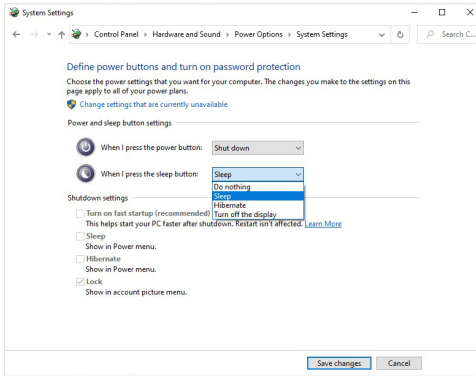 System Settings
Control Panel > Hardware and Sound > Power Options > System Settings
Search C...
Define power buttons and turn on password protection
Choose the power settings that you want for your computer. The changes you make to the settings on this
page apply to all of your power plans.
Change settings that are currently unavailable
Power and sleep button settings
When I press the power button: Shut down
When I press the sleep button: Sleep
Do nothing
Sleep
Hibernate
Turn off the display
Shutdown settings
Turn on fast startup (recommended)
This helps start your PC faster after shutdown. Restart isn't affected. Learn More
Sleep
Show in Power menu.
Hibernate
Show in Power menu.
Lock
Show in account picture menu.
Save changes Cancel